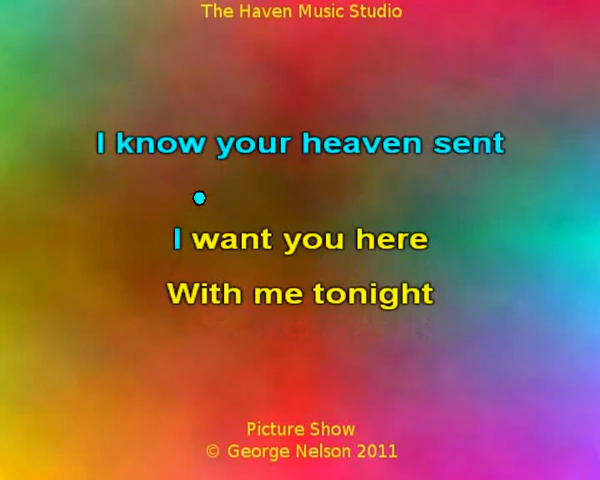 The Haven Music Studio
I know your heaven sent
I want you here
With me tonight
Picture Show
© George Nelson 2011